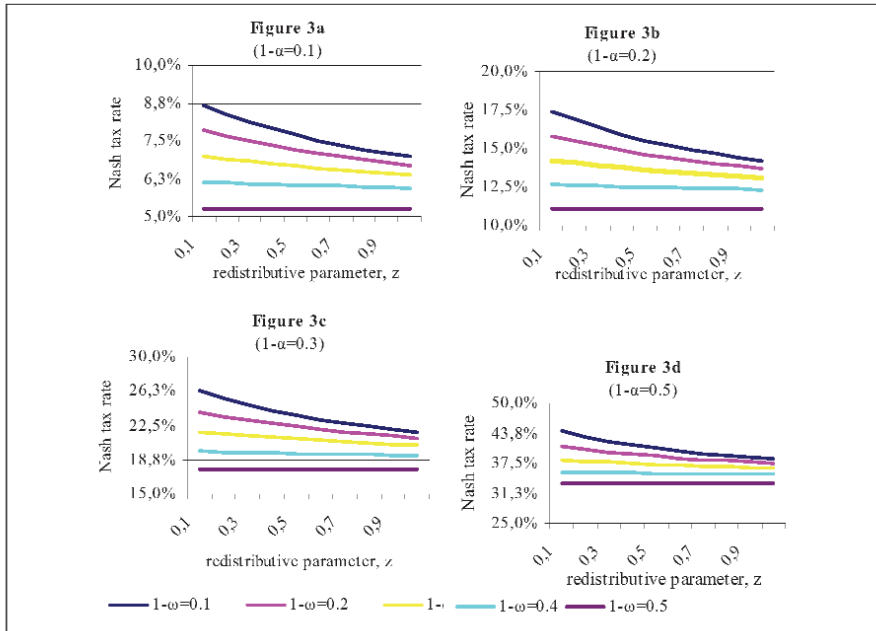 Figure 3a
(1-α=0.1)
10,0%
8,8%
7,5%
6,3%
5,0%
Nash tax rate
0,1
0,3
0,5
0,7
0,9
redistributive parameter, z
Figure 3b
(1-α=0.2)
20,0%
17,5%
15,0%
12,5%
10,0%
Nash tax rate
0,1
0,3
0,5
0,7
0,9
redistributive parameter, z
Figure 3c
(1-α=0.3)
30,0%
26,3%
22,5%
18,8%
15,0%
Nash tax rate
0,1
0,3
0,5
0,7
0,9
redistributive parameter, z
Figure 3d
(1-α=0.5)
50,0%
43,8%
37,5%
31,3%
25,0%
Nash tax rate
0,1
0,3
0,5
0,7
0,9
redistributive parameter, z
1-ω=0.1
1-ω=0.2
1-
1-ω=0.4
1-ω=0.5